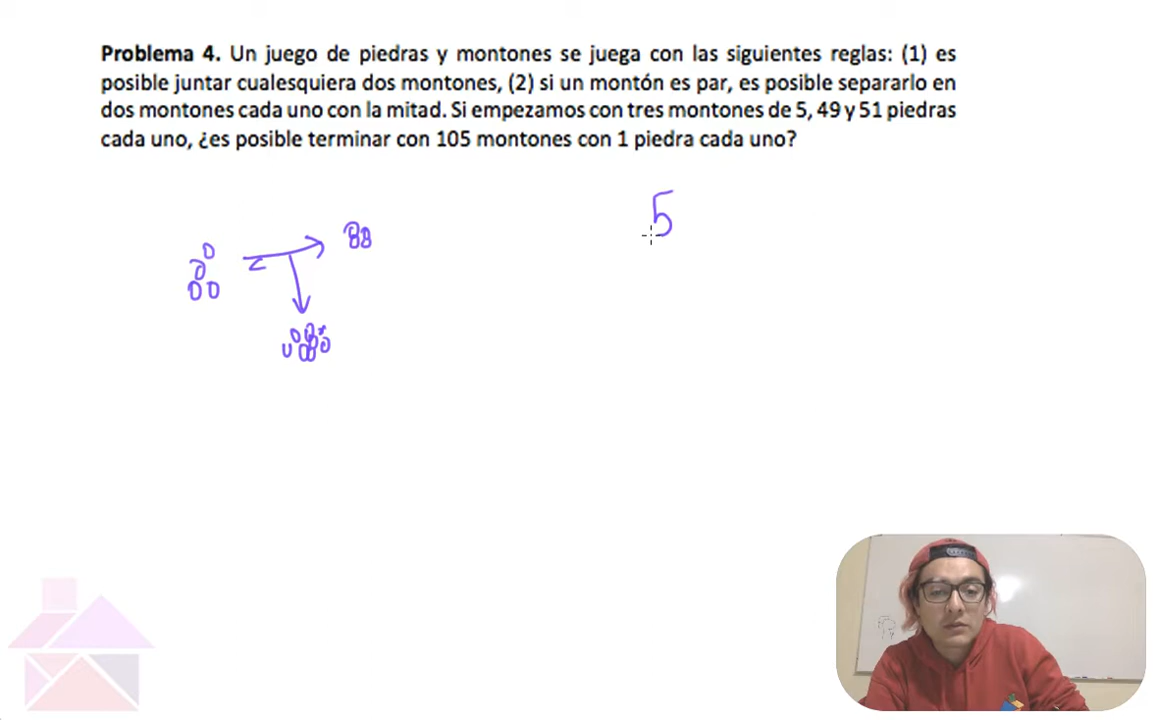 Problema 4. Un juego de piedras y montones se juega con las siguientes reglas: (1) es
posible juntar cualesquiera dos montones, (2) si un montón es par, es posible separarlo en
dos montones cada uno con la mitad. Si empezamos con tres montones de 5, 49 y 51 piedras
cada uno, ¿es posible terminar con 105 montones con 1 piedra cada uno?
5